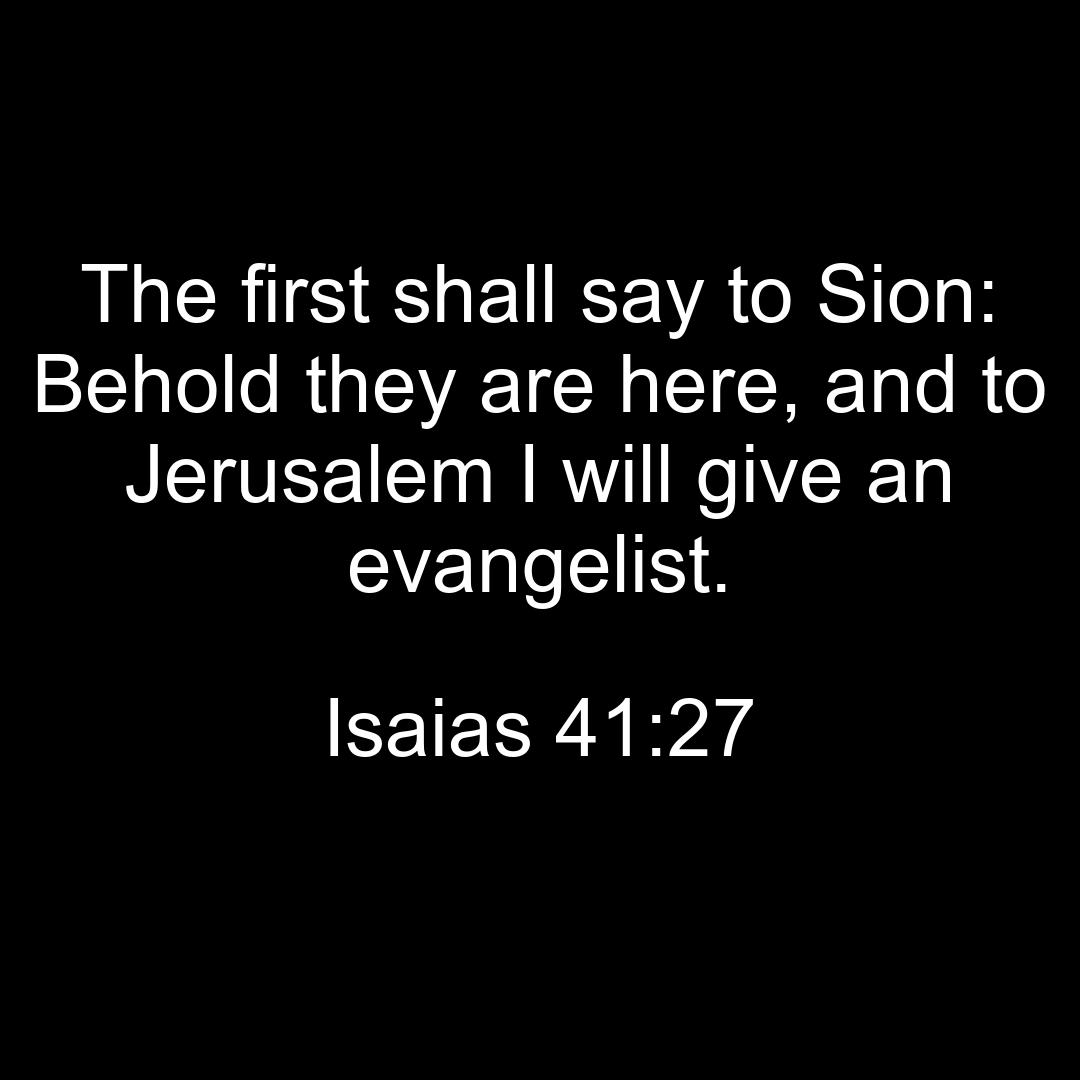 The first shall say to Sion:
Behold they are here, and to
Jerusalem I will give an
evangelist.
Isaias 41:27